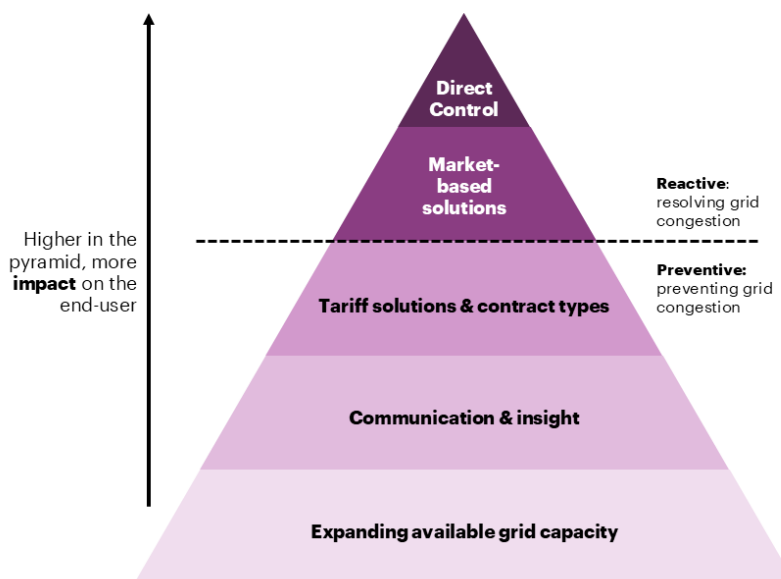 Direct
Control
Market-
based
solutions
Reactive:
resolving grid
congestion
Higher in the
pyramid, more
impact on the
end-user
Preventive:
preventing grid
congestion
Tariff solutions & contract types
Communication & insight
Expanding available grid capacity